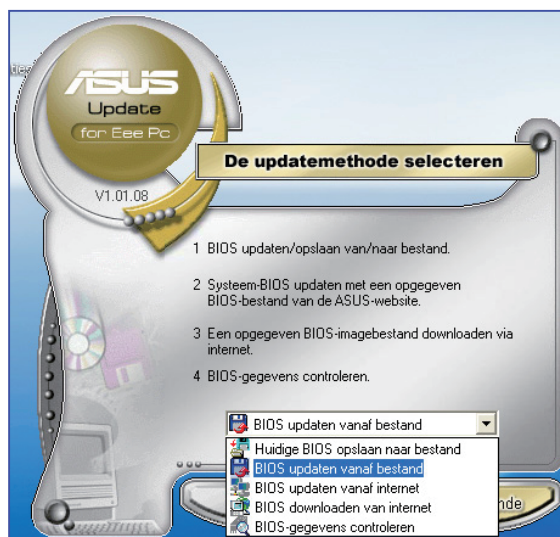 ASUS
Update
for Eee Pc
V1.01.08
De updatemethode selecteren
1 BIOS updaten/opslaan van/naar bestand.
2 Systeem-BIOS updaten met een opgegeven
BIOS-bestand van de ASUS-website.
3 Een opgegeven BIOS-imagebestand downloaden via
internet.
4 BIOS-gegevens controleren.
BIOS updaten vanaf bestand
Huidige BIOS opslaan naar bestand
BIOS updaten vanaf bestand
BIOS updaten vanaf internet
BIOS downloaden van internet
BIOS-gegevens controleren